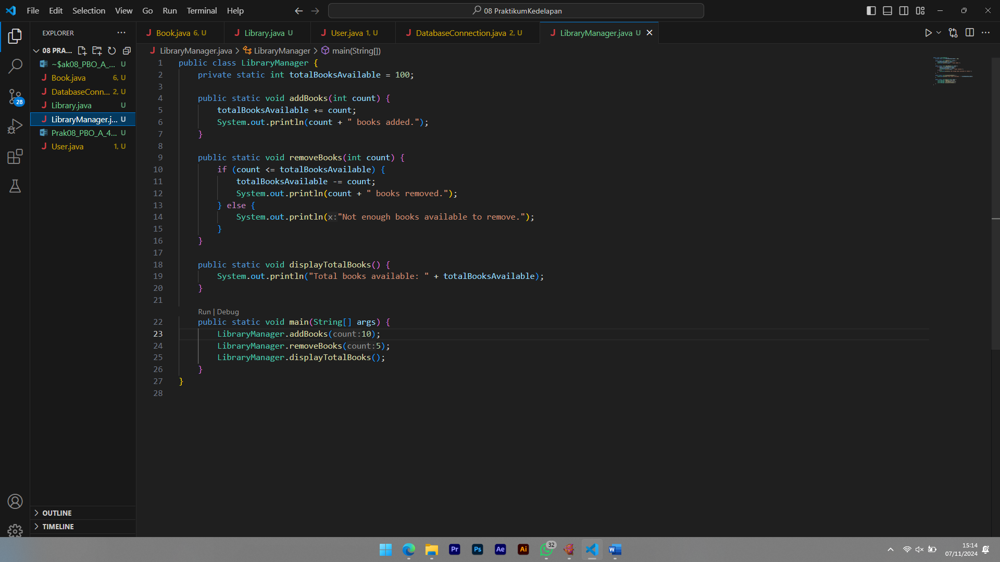 File Edit Selection View Go Run Terminal Help
08 PraktikumKedelapan
EXPLORER
Book.java 6, U
Library.java U
User.java 1, U
DatabaseConnection.java 2, U
LibraryManager.java U
08 PRA...
~$ak08_PBO_A_... U
Book.java 6, U
DatabaseConn... 2, U
Library.java U
LibraryManager.j... U
Prak08_PBO_A_4... U
User.java 1, U
28
LibraryManager.java > LibraryManager > main(String[])
1 public class LibraryManager {
2 private static int totalBooksAvailable = 100;
3
4 public static void addBooks(int count) {
5 totalBooksAvailable += count;
6 System.out.println(count + " books added.");
7 }
8
9 public static void removeBooks(int count) {
10 if (count <= totalBooksAvailable) {
11 totalBooksAvailable -= count;
12 System.out.println(count + " books removed.");
13 } else {
14 System.out.println(x:"Not enough books available to remove.");
15 }
16 }
17
18 public static void displayTotalBooks() {
19 System.out.println("Total books available: " + totalBooksAvailable);
20 }
21
Run | Debug
22 public static void main(String[] args) {
23 LibraryManager.addBooks(count:10);
24 LibraryManager.removeBooks(count:5);
25 LibraryManager.displayTotalBooks();
26 }
27 }
28
OUTLINE
TIMELINE
Pr
Ps
Ae
Ai
32
W
15:14
07/11/2024